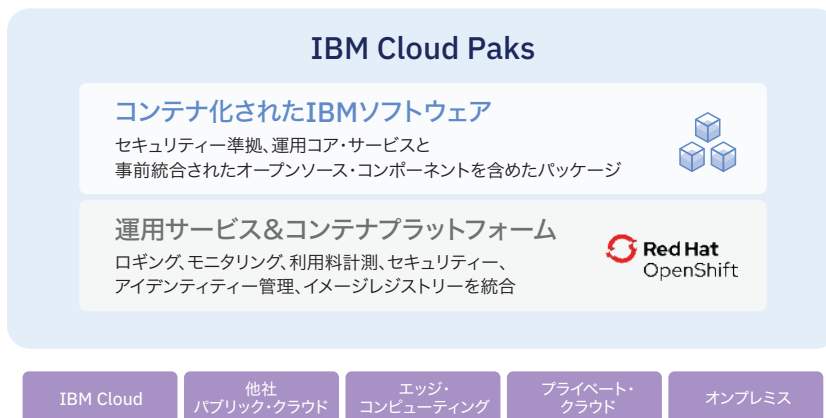 IBM Cloud Paks
コンテナ化されたIBMソフトウェア
セキュリティー準拠、運用コア・サービスと
事前統合されたオープンソース・コンポーネントを含めたパッケージ
運用サービス&コンテナプラットフォーム
ロギング、モニタリング、利用料計測、セキュリティー、
アイデンティティー管理、イメージレジストリーを統合
Red Hat
OpenShift
IBM Cloud
他社
パブリック・クラウド
エッジ・
コンピューティング
プライベート・
クラウド
オンプレミス